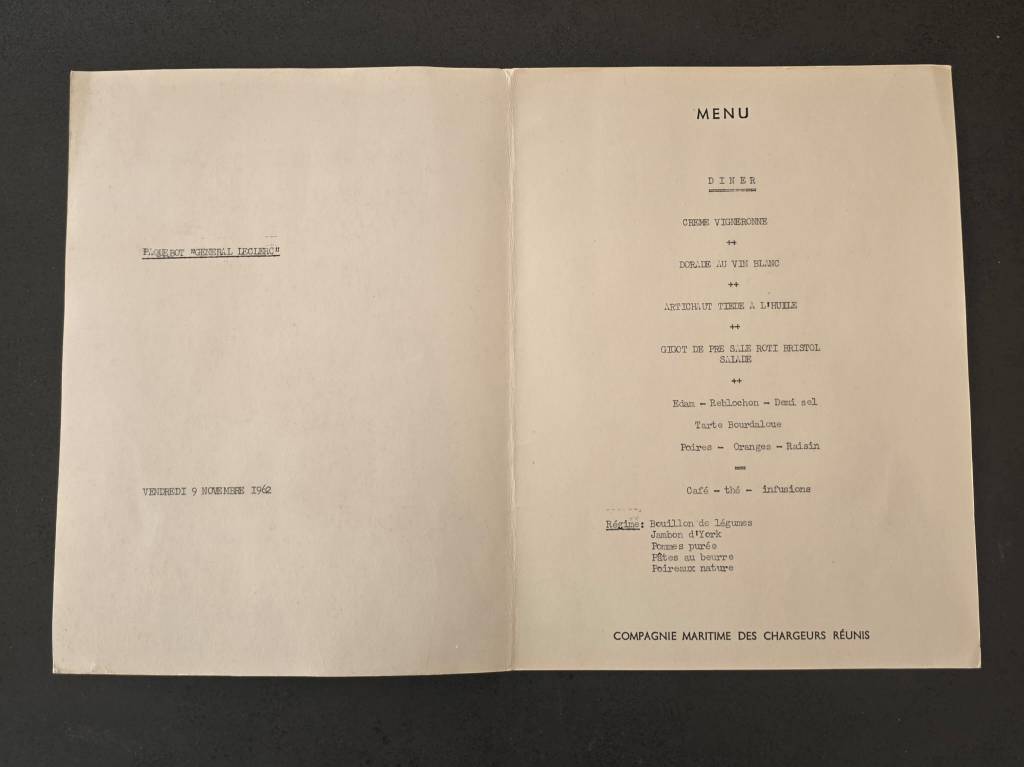 PAQUEBOT "GENERAL LECLERC"
VENDREDI 9 NOVEMBRE 1962
MENU
DINER
CREME VIGNERONNE
++
DORADE AU VIN BLANC
++
ARTICHAUT TIEDE A L'HUILE
++
GIGOT DE PRE SALE ROTI BRISTOL
SALADE
++
Edam - Reblochon - Demi sel
Tarte Bourdaloue
Poires - Oranges - Raisin
==
Café - thé - infusions
Régime: Bouillon de légumes
Jambon d'York
Pommes purée
Pâtes au beurre
Poireaux nature
COMPAGNIE MARITIME DES CHARGEURS RÉUNIS